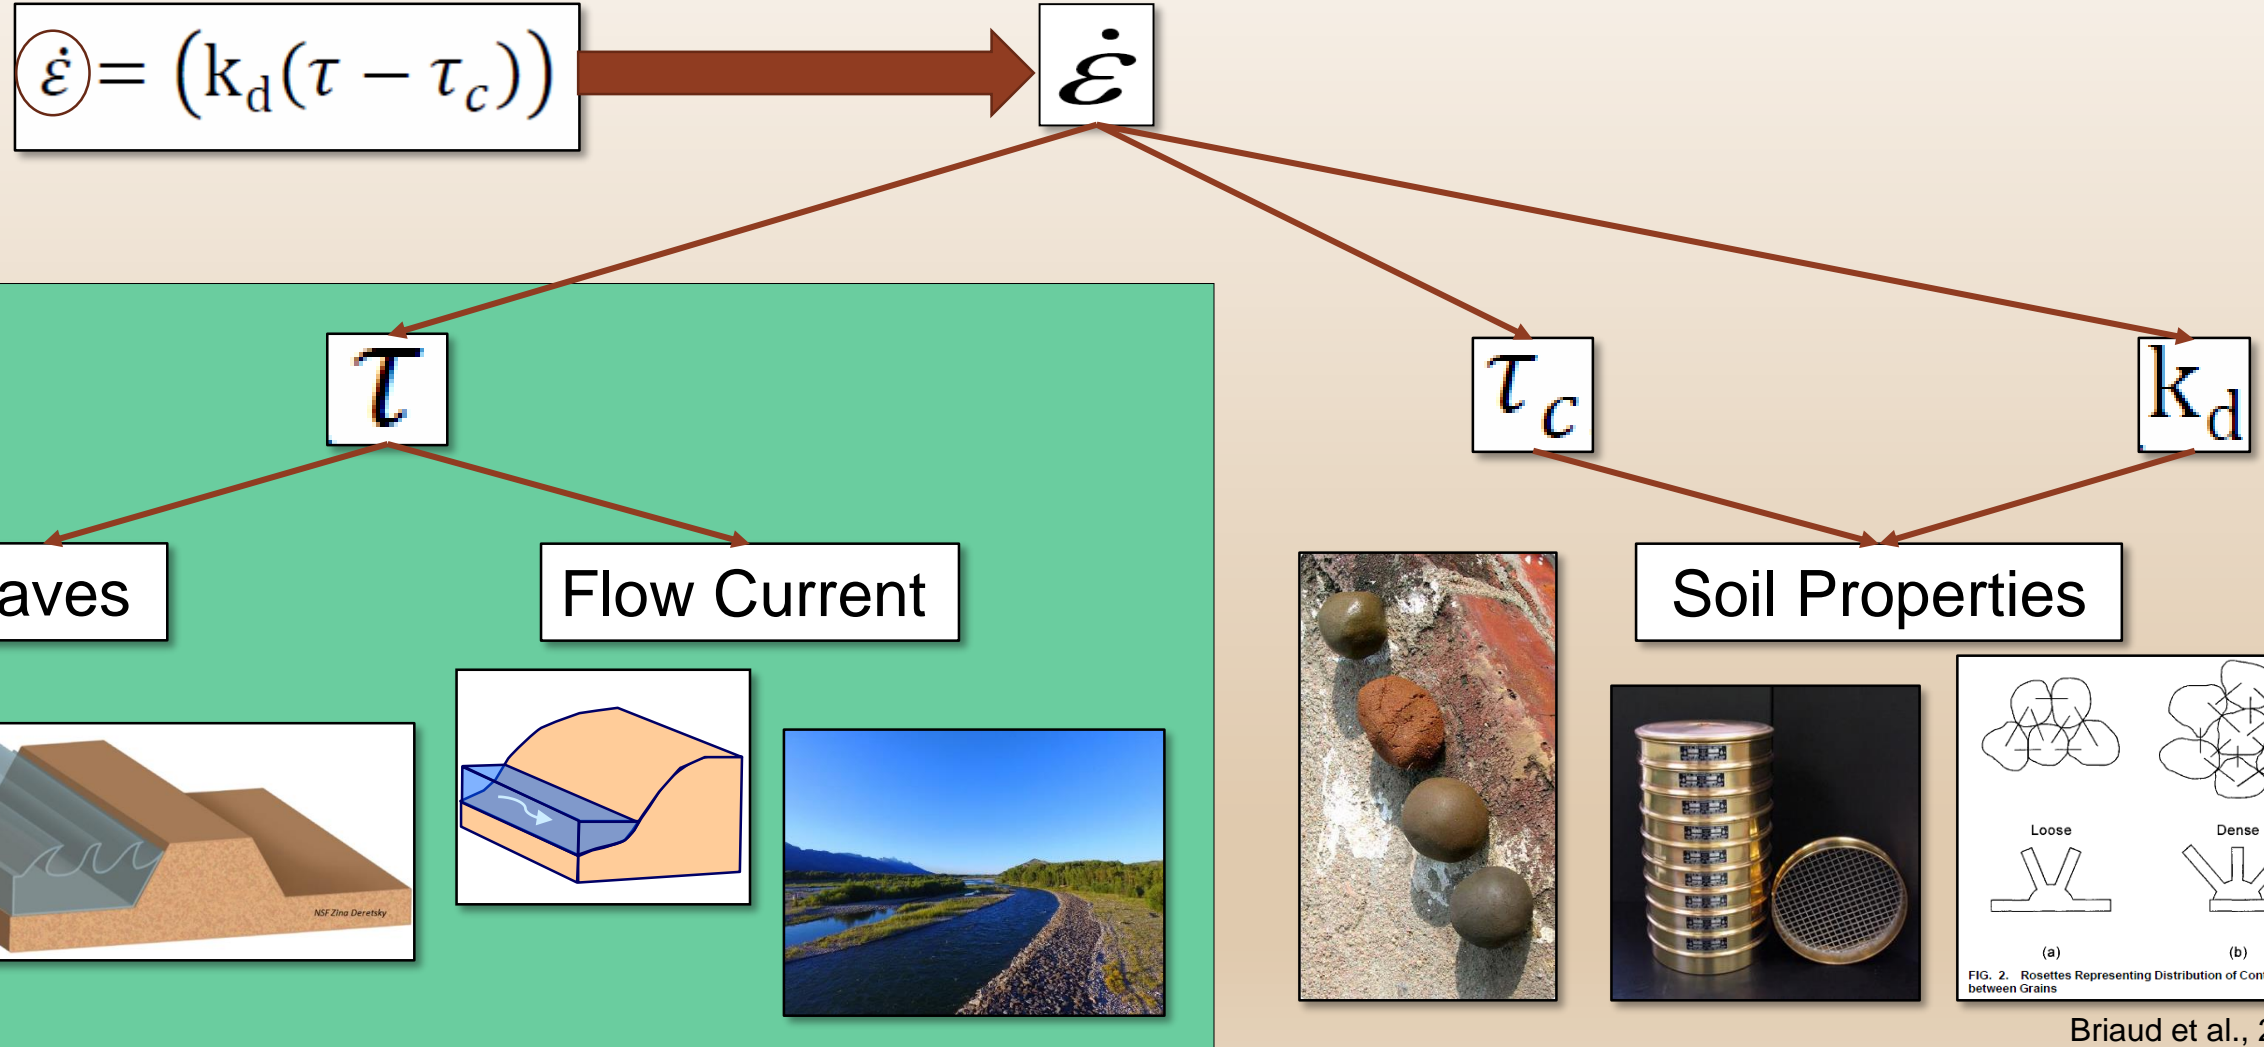 ε̇ = (k_d(τ − τ_c))
ε̇
τ
τ_c
k_d
aves
Flow Current
Soil Properties
NSF Zina Deretsky
Loose
Dense
(a)
(b)
FIG. 2. Rosettes Representing Distribution of
between Grains
Briaud et al.,